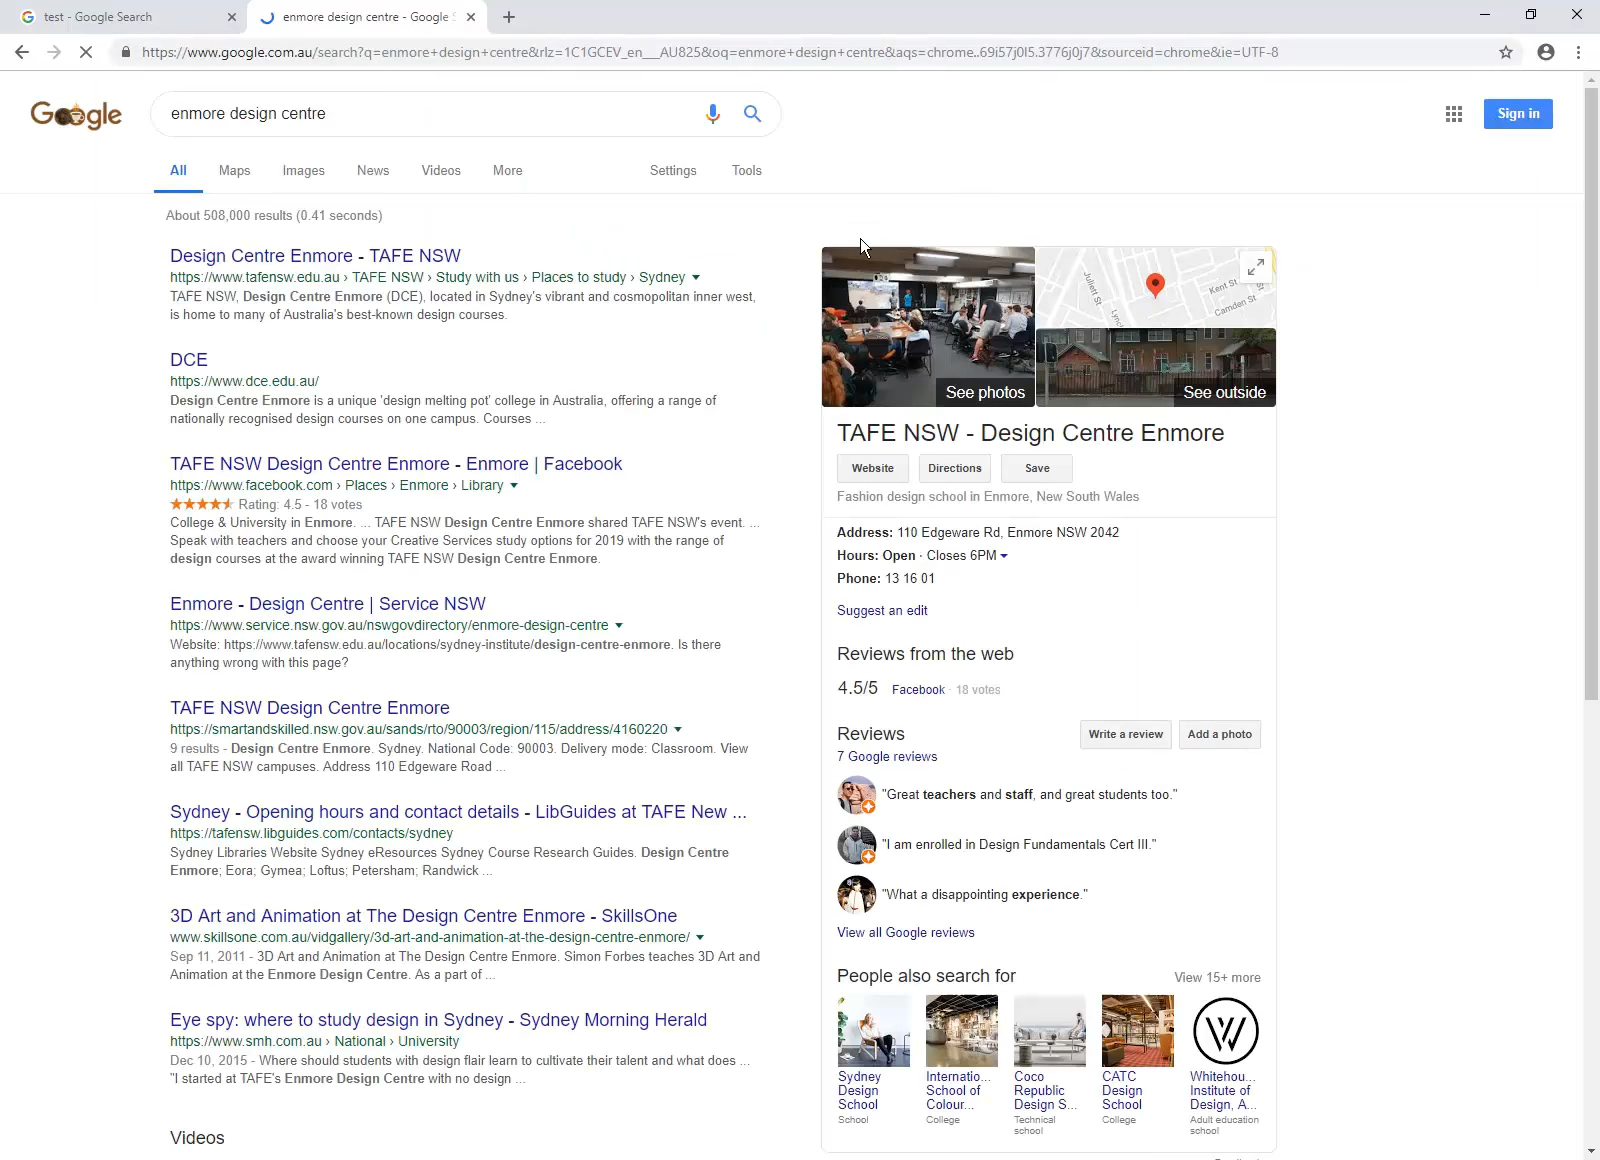 test - Google Search
enmore design centre - Google S
https://www.google.com.au/search?q=enmore+design+centre&rlz=1C1GCEV_en___AU825&oq=enmore+design+centre&aqs=chrome..69i57j0l5.3776j0j7&sourceid=chrome&ie=UTF-8
Google
enmore design centre
Sign in
All Maps Images News Videos More Settings Tools
About 508,000 results (0.41 seconds)
Design Centre Enmore - TAFE NSW
https://www.tafensw.edu.au › TAFE NSW › Study with us › Places to study › Sydney
TAFE NSW, Design Centre Enmore (DCE), located in Sydney's vibrant and cosmopolitan inner west,
is home to many of Australia's best-known design courses.
DCE
https://www.dce.edu.au/
Design Centre Enmore is a unique 'design melting pot' college in Australia, offering a range of
nationally recognised design courses on one campus. Courses ...
TAFE NSW Design Centre Enmore - Enmore | Facebook
https://www.facebook.com › Places › Enmore › Library
Rating: 4.5 - 18 votes
College & University in Enmore. ... TAFE NSW Design Centre Enmore shared TAFE NSW's event. ...
Speak with teachers and choose your Creative Services study options for 2019 with the range of
design courses at the award winning TAFE NSW Design Centre Enmore.
Enmore - Design Centre | Service NSW
https://www.service.nsw.gov.au/nswgovdirectory/enmore-design-centre
Website: https://www.tafensw.edu.au/locations/sydney-institute/design-centre-enmore. Is there
anything wrong with this page?
TAFE NSW Design Centre Enmore
https://smartandskilled.nsw.gov.au/sands/rto/90003/region/115/address/4160220
9 results - Design Centre Enmore. Sydney. National Code: 90003. Delivery mode: Classroom. View
all TAFE NSW campuses. Address 110 Edgeware Road ...
Sydney - Opening hours and contact details - LibGuides at TAFE New ...
https://tafensw.libguides.com/contacts/sydney
Sydney Libraries Website Sydney eResources Sydney Course Research Guides. Design Centre
Enmore; Eora; Gymea; Loftus; Petersham; Randwick ...
3D Art and Animation at The Design Centre Enmore - SkillsOne
www.skillsone.com.au/vidgallery/3d-art-and-animation-at-the-design-centre-enmore/
Sep 11, 2011 - 3D Art and Animation at The Design Centre Enmore. Simon Forbes teaches 3D Art and
Animation at the Enmore Design Centre. As a part of ...
Eye spy: where to study design in Sydney - Sydney Morning Herald
https://www.smh.com.au › National › University
Dec 10, 2015 - Where should students with design flair learn to cultivate their talent and what does ...
"I started at TAFE's Enmore Design Centre with no design ...
Videos
Juliett St
Kent St
Camden St
See photos
See outside
TAFE NSW - Design Centre Enmore
Website Directions Save
Fashion design school in Enmore, New South Wales
Address: 110 Edgeware Rd, Enmore NSW 2042
Hours: Open · Closes 6PM
Phone: 13 16 01
Suggest an edit
Reviews from the web
4.5/5 Facebook · 18 votes
Reviews Write a review Add a photo
7 Google reviews
"Great teachers and staff, and great students too."
"I am enrolled in Design Fundamentals Cert III."
"What a disappointing experience."
View all Google reviews
People also search for View 15+ more
Sydney Design School
School
Internatio... School of Colour...
College
Coco Republic Design S...
Technical school
CATC Design School
College
Whitehou... Institute of Design, A...
Adult education school